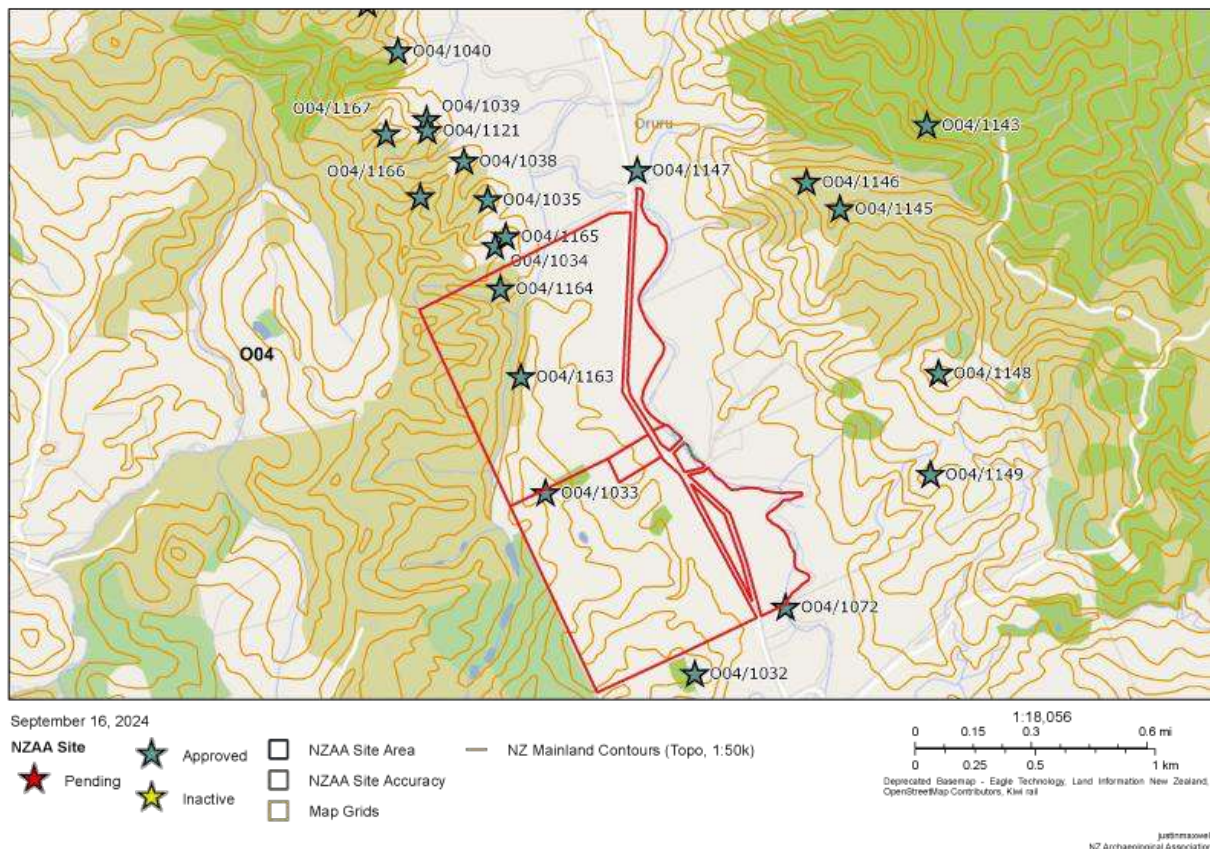 O04/1040
O04/1167
O04/1039
O04/1121
O04/1143
Oruru
O04/1038
O04/1147
O04/1166
O04/1146
O04/1035
O04/1145
O04/1165
O04/1034
O04/1164
O04
O04/1163
O04/1148
O04/1149
O04/1033
O04/1072
O04/1032
September 16, 2024
NZAA Site
Pending
Approved
Inactive
NZAA Site Area
NZAA Site Accuracy
Map Grids
NZ Mainland Contours (Topo, 1:50k)
1:18,056
0 0.15 0.3 0.6 mi
0 0.25 0.5 1 km
Deprecated Basemap - Eagle Technology, Land Information New Zealand,
OpenStreetMap Contributors, Kiwi rail
justinmaxwel
NZ Archaeological Association